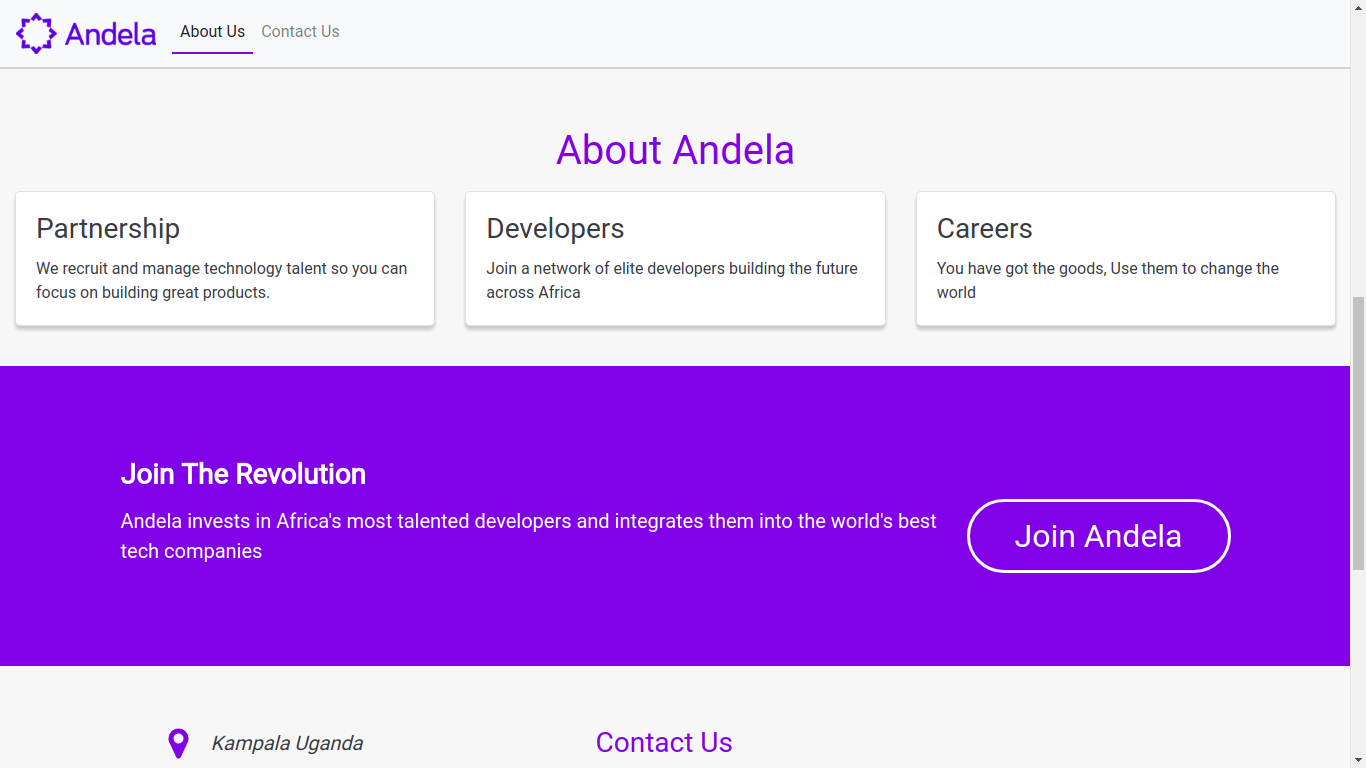 Andela
About Us
Contact Us
About Andela
Partnership
We recruit and manage technology talent so you can
focus on building great products.
Developers
Join a network of elite developers building the future
across Africa
Careers
You have got the goods, Use them to change the
world
Join The Revolution
Andela invests in Africa's most talented developers and integrates them into the world's best
tech companies
Join Andela
Kampala Uganda
Contact Us